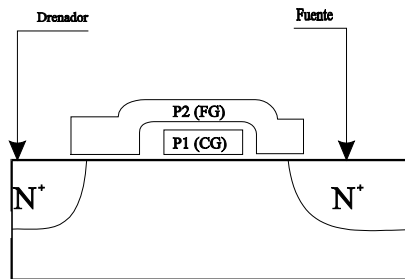 Drenador
Fuente
P2 (FG)
P1 (CG)
N+
N+